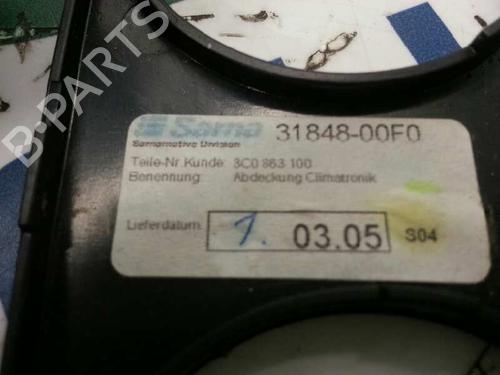 Sarna 31848-00F0
Sarnamotive Division
Teile-Nr.Kunde: 3C0 863 100
Benennung: Abdeckung Climatronik
Lieferdatum: 1. 03.05 S04
B-PARTS